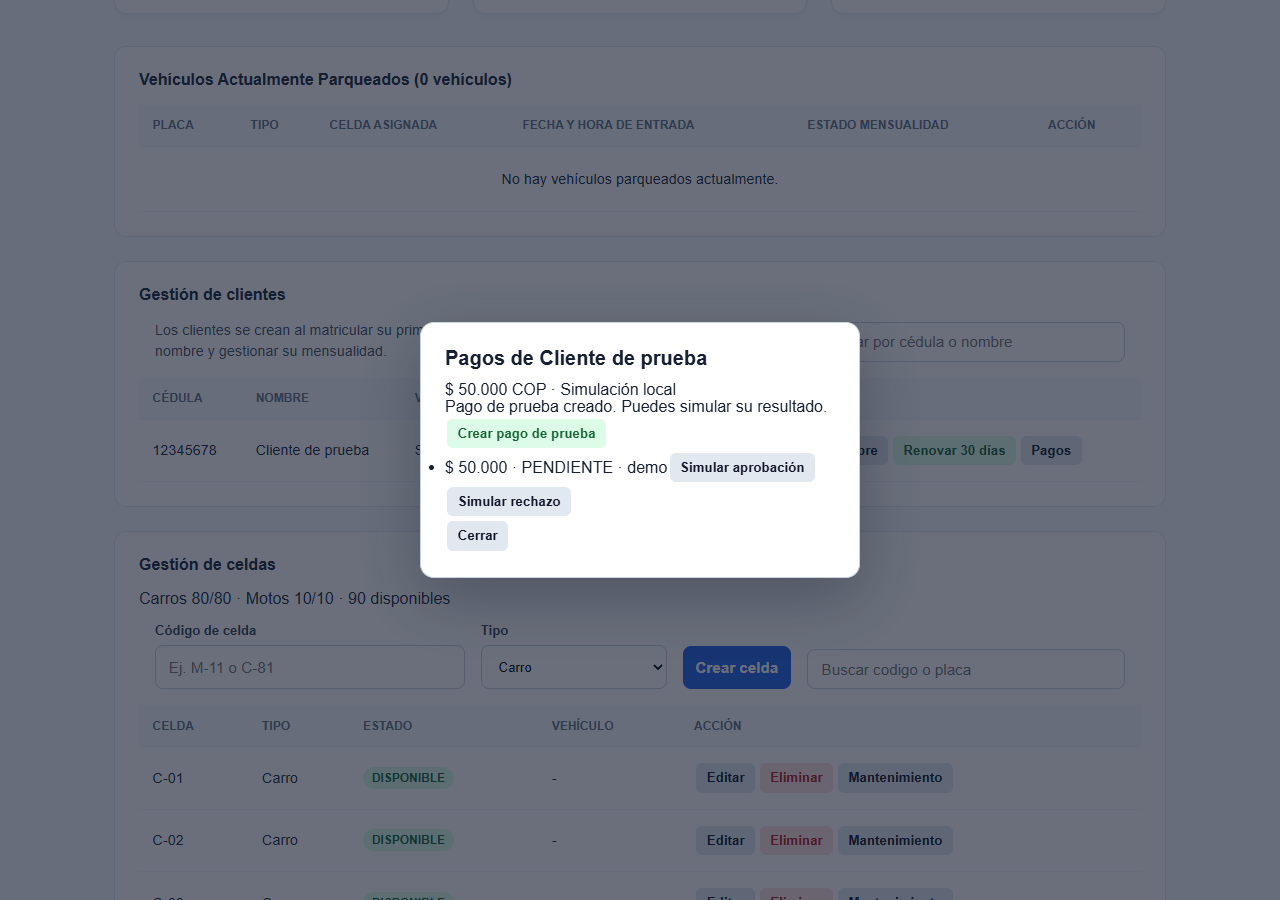 Vehículos Actualmente Parqueados (0 vehículos)
PLACA TIPO CELDA ASIGNADA FECHA Y HORA DE ENTRADA ESTADO MENSUALIDAD ACCIÓN
No hay vehículos parqueados actualmente.
Gestión de clientes
Los clientes se crean al matricular su
nombre y gestionar su mensualidad.
por cédula o nombre
CÉDULA NOMBRE
12345678 Cliente de prueba Renovar 30 dias Pagos
Pagos de Cliente de prueba
$ 50.000 COP · Simulación local
Pago de prueba creado. Puedes simular su resultado.
Crear pago de prueba
• $ 50.000 · PENDIENTE · demo Simular aprobación
Simular rechazo
Cerrar
Gestión de celdas
Carros 80/80 · Motos 10/10 · 90 disponibles
Código de celda Tipo
Ej. M-11 o C-81 Carro Crear celda Buscar codigo o placa
CELDA TIPO ESTADO VEHÍCULO ACCIÓN
C-01 Carro DISPONIBLE - Editar Eliminar Mantenimiento
C-02 Carro DISPONIBLE - Editar Eliminar Mantenimiento